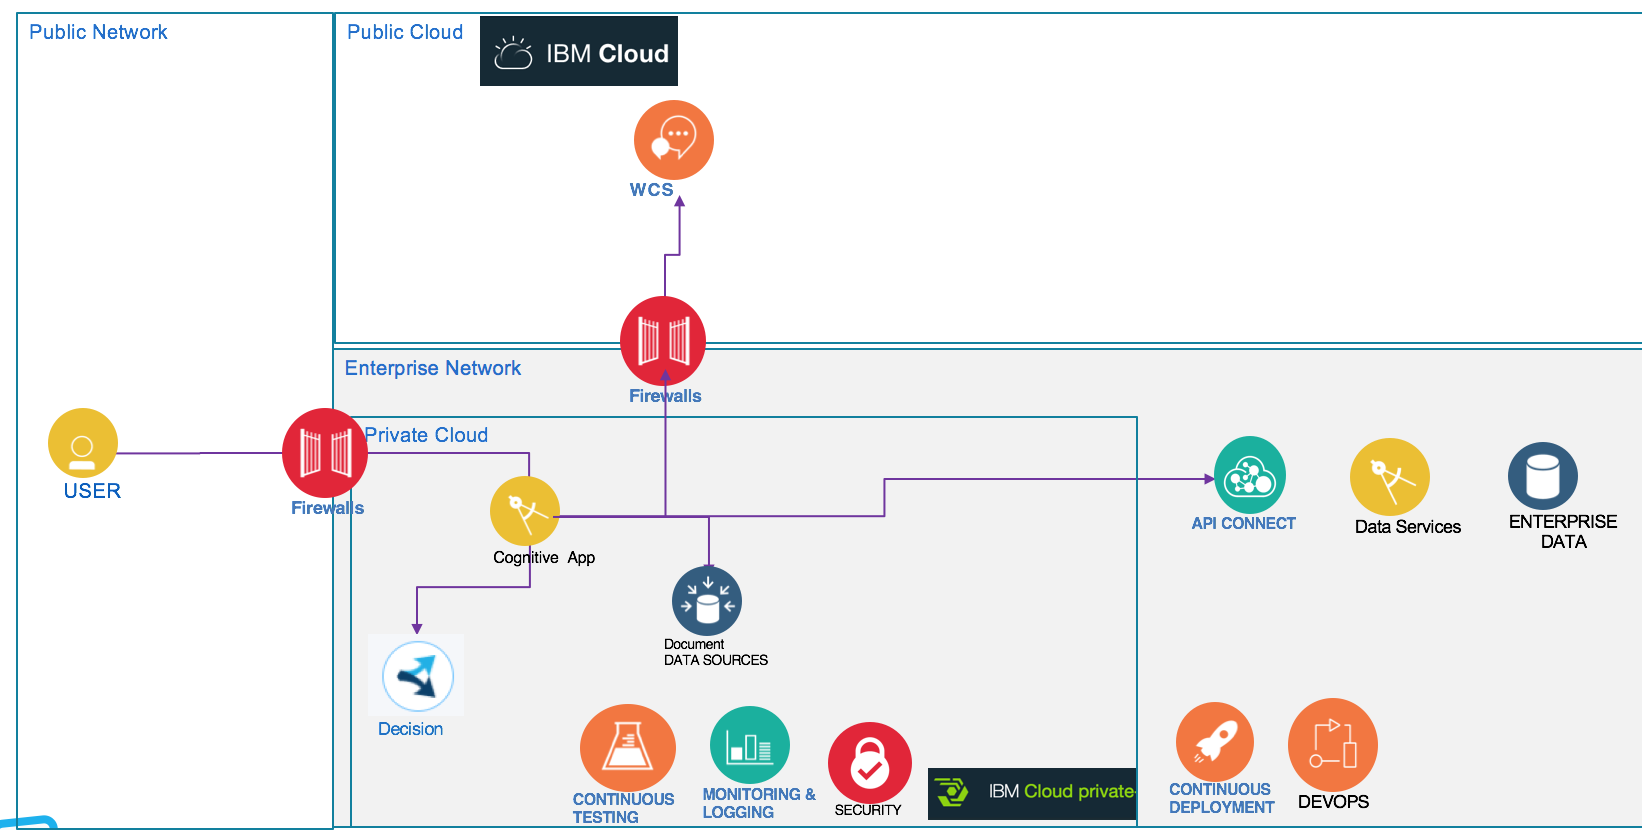 Public Network
Public Cloud
IBM Cloud
WCS
Enterprise Network
Firewalls
Private Cloud
USER
Firewalls
Cognitive App
API CONNECT
Data Services
ENTERPRISE
DATA
Document
DATA SOURCES
Decision
CONTINUOUS
TESTING
MONITORING &
LOGGING
SECURITY
IBM Cloud private
CONTINUOUS
DEPLOYMENT
DEVOPS